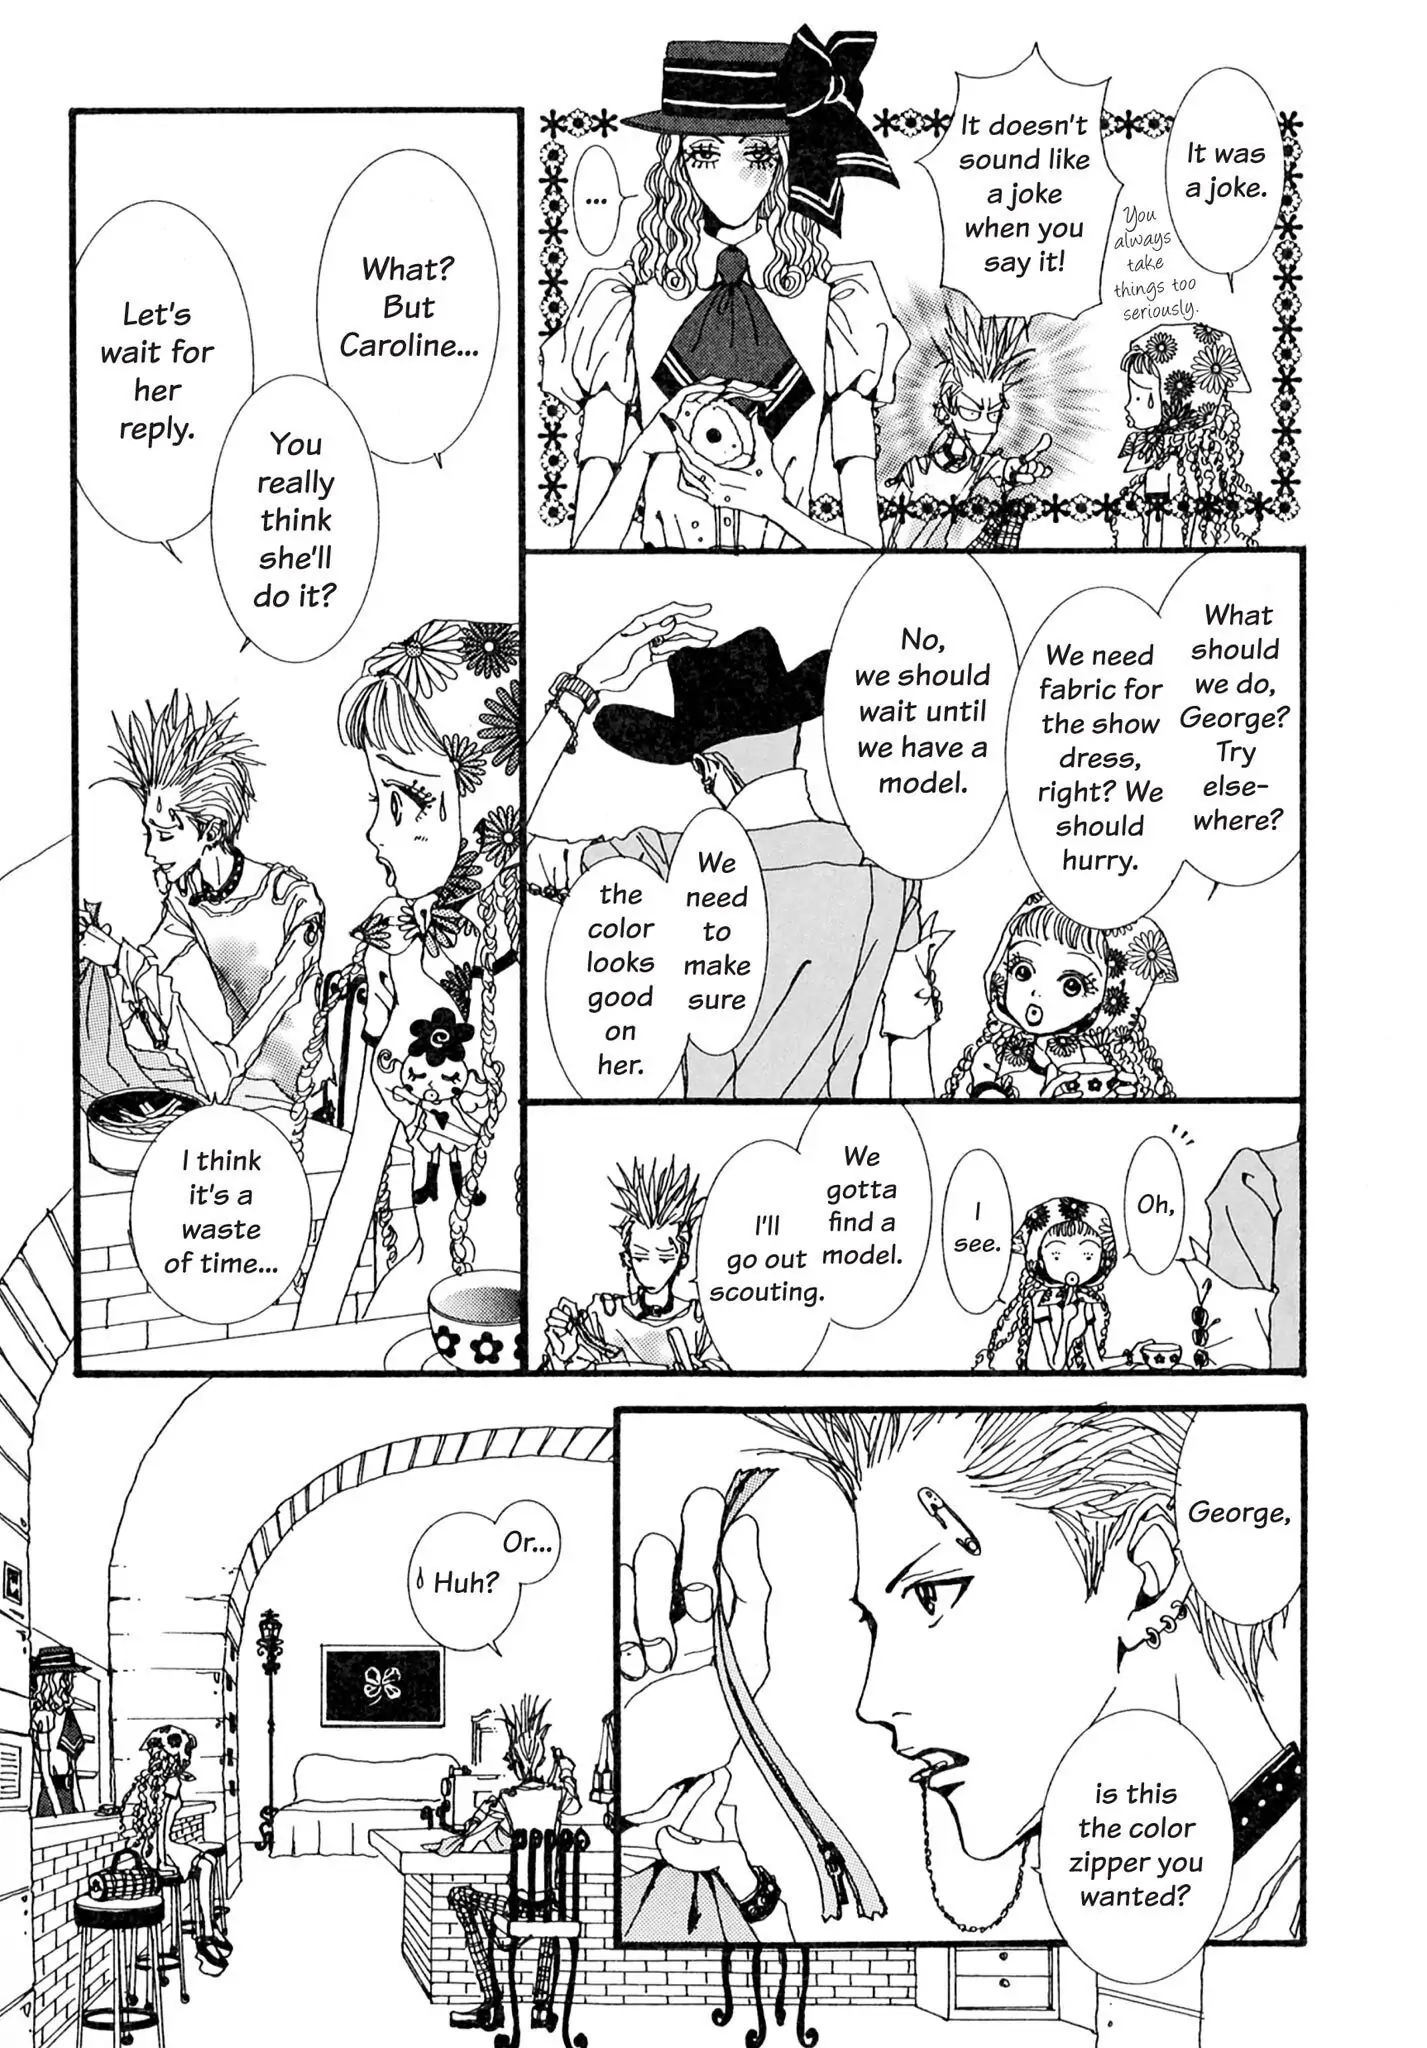 It was
a joke.
You
always
take
things too
seriously.
It doesn't
sound like
a joke
when you
say it!
...
What
should
we do,
George?
Try
else-
where?
We need
fabric for
the show
dress,
right? We
should
hurry.
No,
we should
wait until
we have a
model.
We
need
to
make
sure
the
color
looks
good
on
her.
Oh,
I
see.
We
gotta
find a
model.
I'll
go out
scouting.
What?
But
Caroline...
You
really
think
she'll
do it?
Let's
wait for
her
reply.
I think
it's a
waste
of time...
George,
is this
the color
zipper you
wanted?
Or...
Huh?